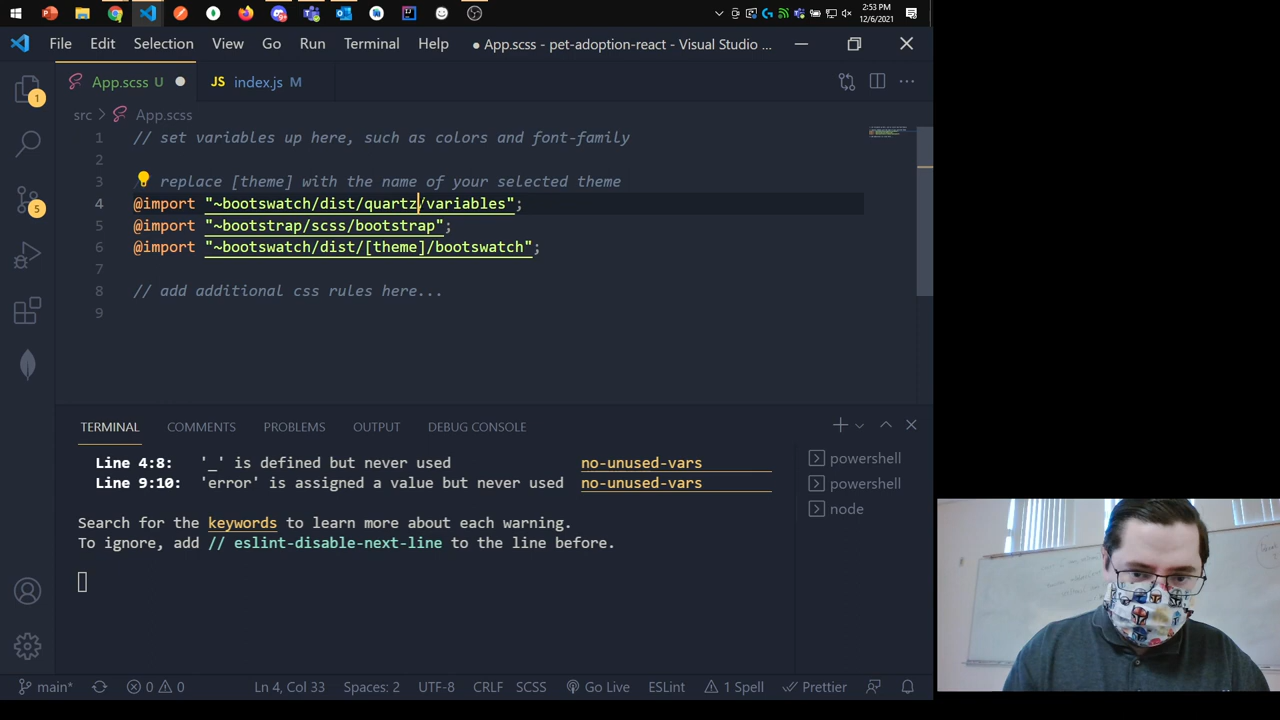 2:53 PM
12/6/2021
File Edit Selection View Go Run Terminal Help ● App.scss - pet-adoption-react - Visual Studio ...
App.scss U JS index.js M
1
src > App.scss
1 // set variables up here, such as colors and font-family
2
3 replace [theme] with the name of your selected theme
4 @import "~bootswatch/dist/quartz/variables";
5 @import "~bootstrap/scss/bootstrap";
5
6 @import "~bootswatch/dist/[theme]/bootswatch";
7
8 // add additional css rules here...
9
TERMINAL COMMENTS PROBLEMS OUTPUT DEBUG CONSOLE
Line 4:8: '_' is defined but never used no-unused-vars
Line 9:10: 'error' is assigned a value but never used no-unused-vars
Search for the keywords to learn more about each warning.
To ignore, add // eslint-disable-next-line to the line before.
powershell
powershell
node
main* 0 0 Ln 4, Col 33 Spaces: 2 UTF-8 CRLF SCSS Go Live ESLint 1 Spell Prettier